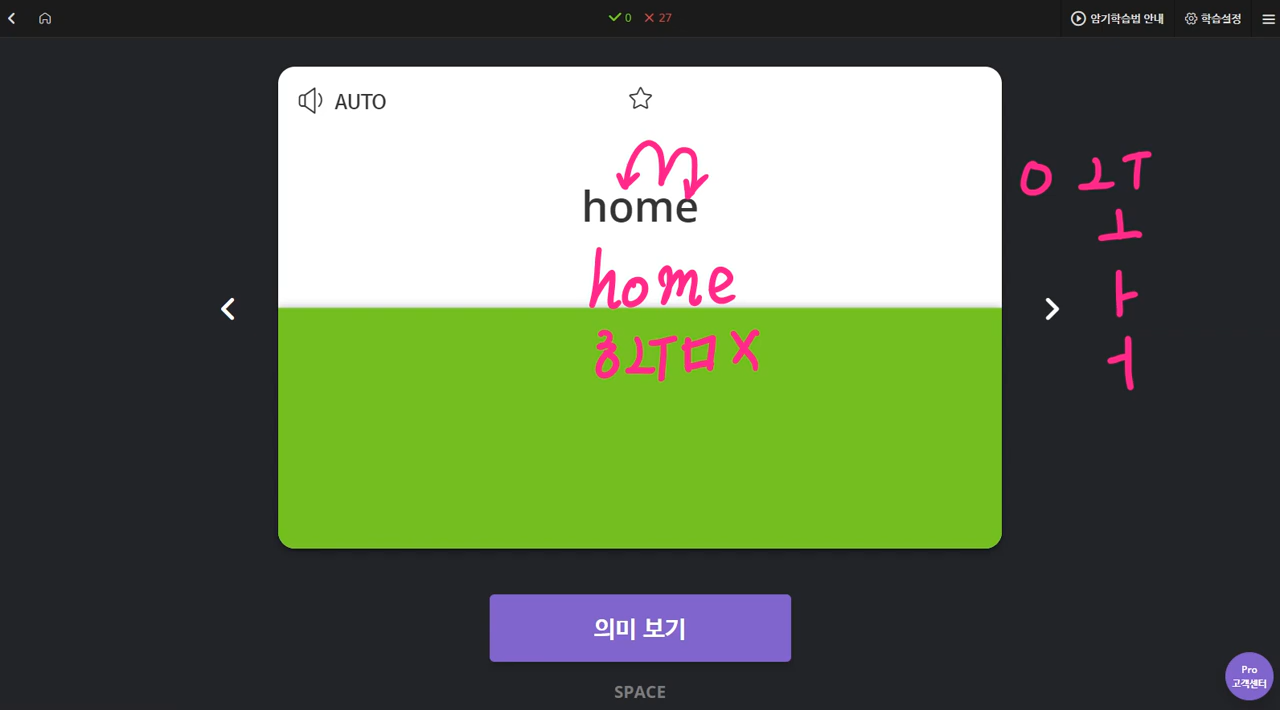 0 27 암기학습법 안내 학습설정
AUTO
home
home
ㅎㅗㅜㅁX
o ㅗㅜ
ㅗ
ㅏ
ㅓ
의미 보기
SPACE
Pro
고객센터